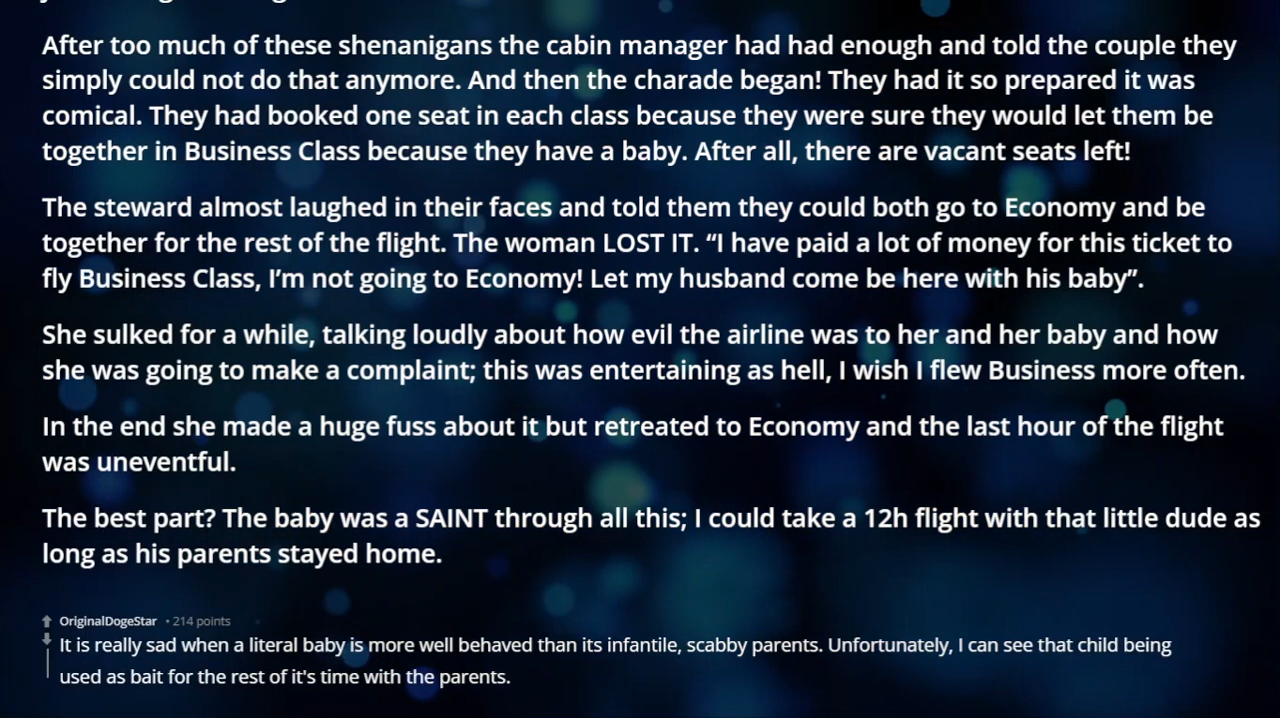 After too much of these shenanigans the cabin manager had had enough and told the couple they
simply could not do that anymore. And then the charade began! They had it so prepared it was
comical. They had booked one seat in each class because they were sure they would let them be
together in Business Class because they have a baby. After all, there are vacant seats left!
The steward almost laughed in their faces and told them they could both go to Economy and be
together for the rest of the flight. The woman LOST IT. “I have paid a lot of money for this ticket to
fly Business Class, I’m not going to Economy! Let my husband come be here with his baby”.
She sulked for a while, talking loudly about how evil the airline was to her and her baby and how
she was going to make a complaint; this was entertaining as hell, I wish I flew Business more often.
In the end she made a huge fuss about it but retreated to Economy and the last hour of the flight
was uneventful.
The best part? The baby was a SAINT through all this; I could take a 12h flight with that little dude as
long as his parents stayed home.
OriginalDogeStar • 214 points
It is really sad when a literal baby is more well behaved than its infantile, scabby parents. Unfortunately, I can see that child being
used as bait for the rest of it's time with the parents.